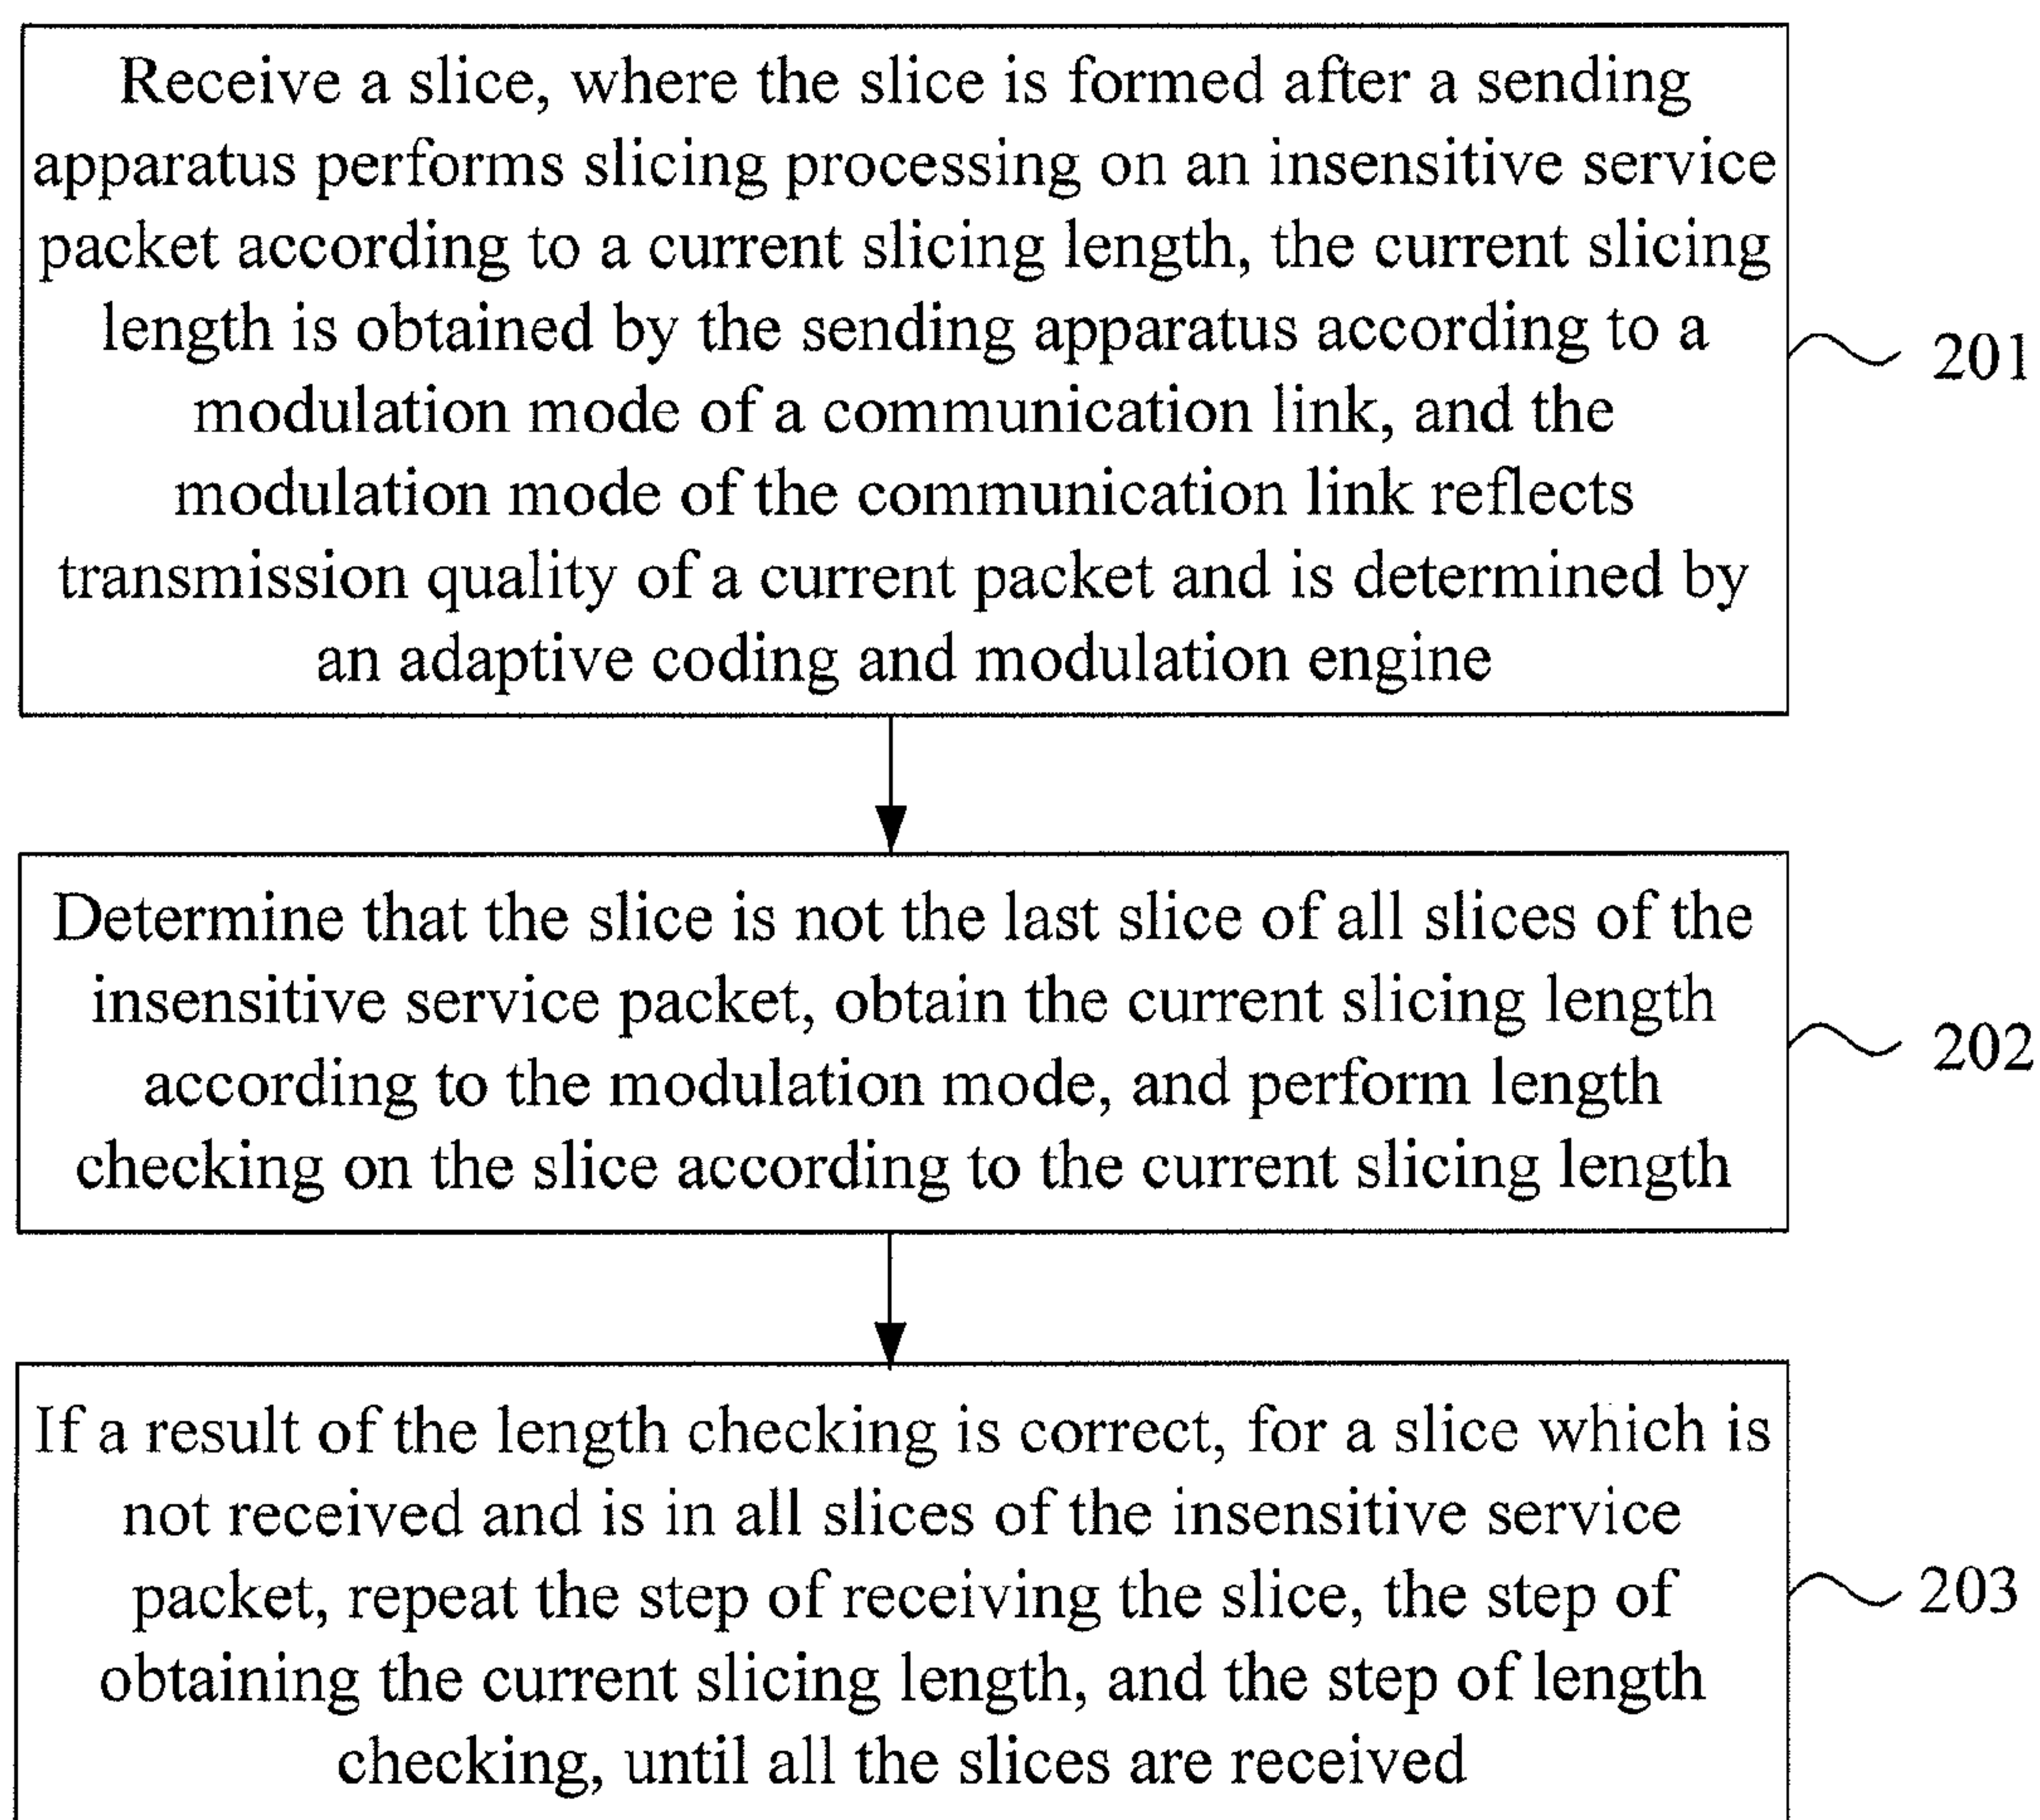 Receive a slice, where the slice is formed after a sending
apparatus performs slicing processing on an insensitive service
packet according to a current slicing length, the current slicing
length is obtained by the sending apparatus according to a
modulation mode of a communication link, and the
modulation mode of the communication link reflects
transmission quality of a current packet and is determined by
an adaptive coding and modulation engine
201
Determine that the slice is not the last slice of all slices of the
insensitive service packet, obtain the current slicing length
according to the modulation mode, and perform length
checking on the slice according to the current slicing length
202
If a result of the length checking is correct, for a slice which is
not received and is in all slices of the insensitive service
packet, repeat the step of receiving the slice, the step of
obtaining the current slicing length, and the step of length
checking, until all the slices are received
203